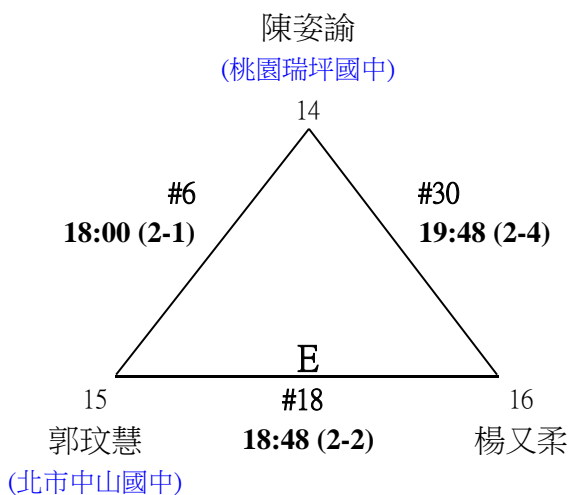 陳姿諭
(桃園瑞坪國中)
14
#6
18:00 (2-1)
#30
19:48 (2-4)
E
15
#18
16
郭玟慧
18:48 (2-2)
楊又柔
(北市中山國中)